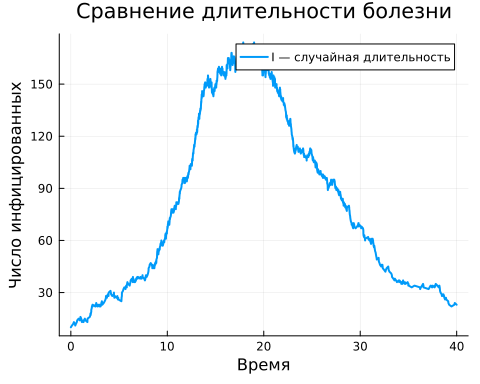 Сравнение длительности болезни
I — случайная длительность
Число инфицированных
150
120
90
60
30
0
10
20
30
40
Время